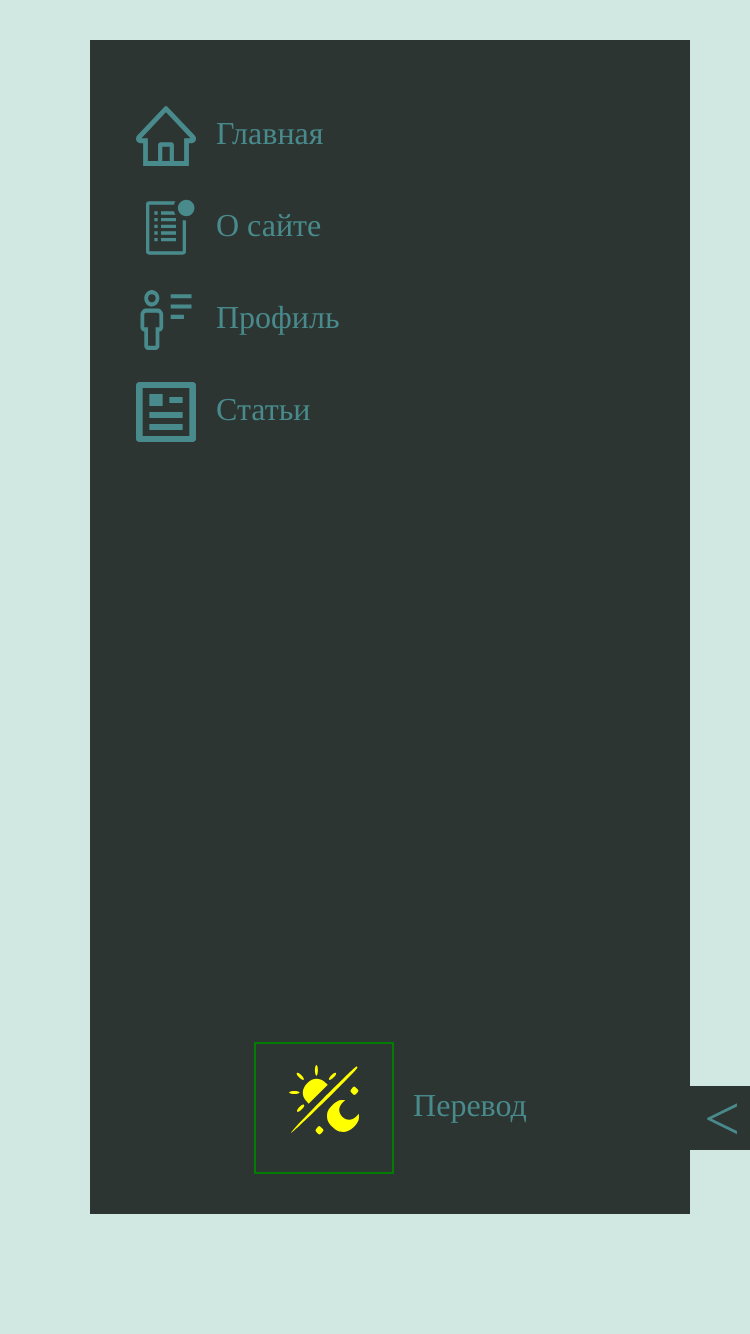 Главная
О сайте
Профиль
Статьи
Перевод
<